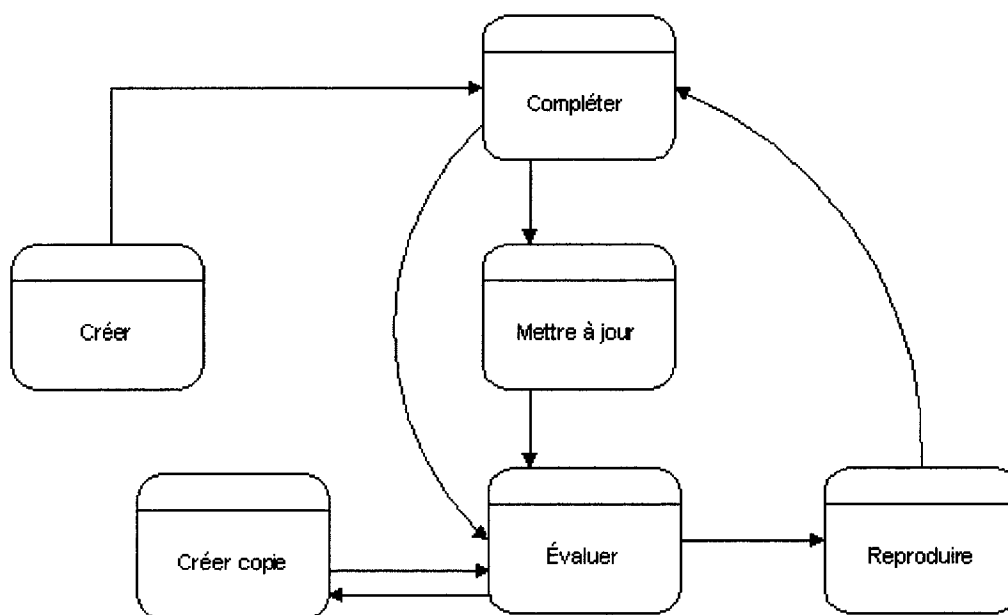 Compléter
Créer
Mettre à jour
Créer copie
Évaluer
Reproduire